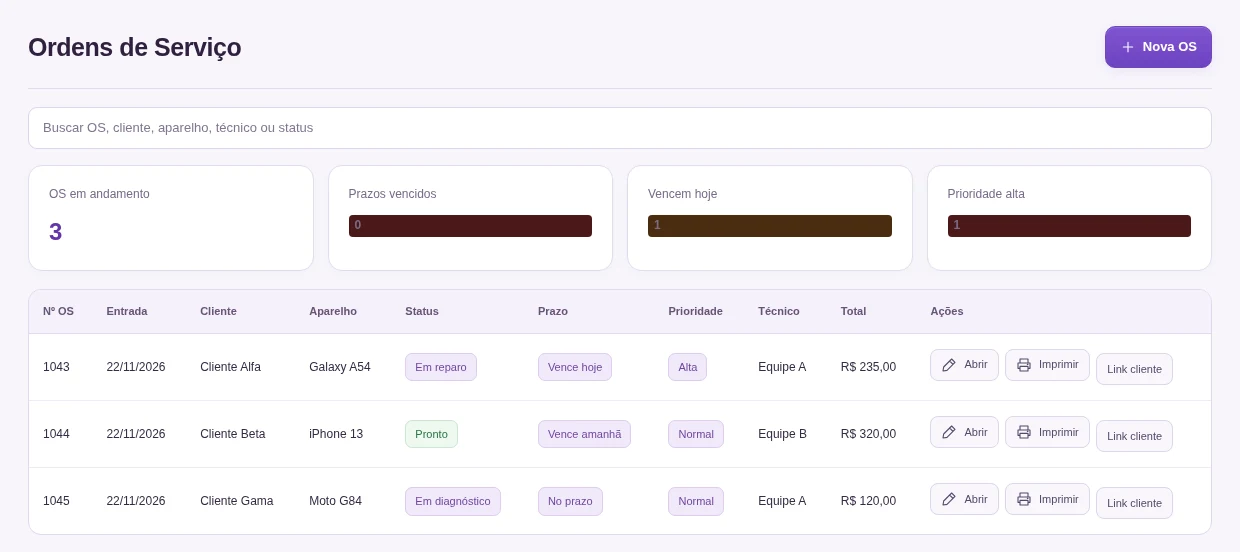 Ordens de Serviço
Nova OS
Buscar OS, cliente, aparelho, técnico ou status
OS em andamento Prazos vencidos Vencem hoje Prioridade alta
3 0 1 1
Nº OS Entrada Cliente Aparelho Status Prazo Prioridade Técnico Total Ações
1043 22/11/2026 Cliente Alfa Galaxy A54 Em reparo Vence hoje Alta Equipe A R$ 235,00 Abrir Imprimir Link cliente
1044 22/11/2026 Cliente Beta iPhone 13 Pronto Vence amanhã Normal Equipe B R$ 320,00 Abrir Imprimir Link cliente
1045 22/11/2026 Cliente Gama Moto G84 Em diagnóstico No prazo Normal Equipe A R$ 120,00 Abrir Imprimir Link cliente